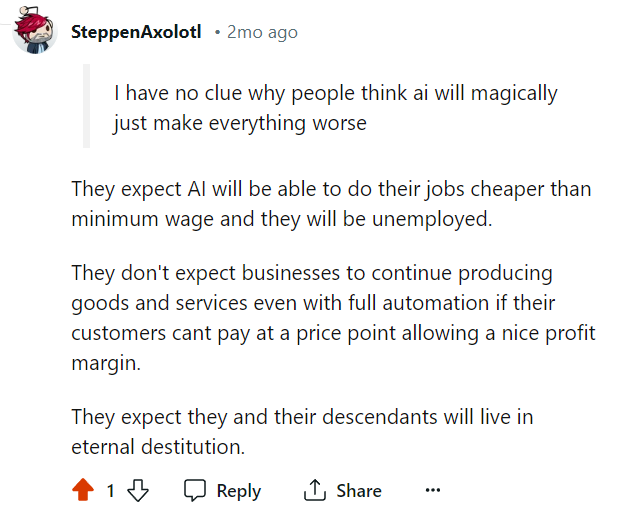 SteppenAxolotl • 2mo ago
I have no clue why people think ai will magically
just make everything worse
They expect AI will be able to do their jobs cheaper than
minimum wage and they will be unemployed.
They don't expect businesses to continue producing
goods and services even with full automation if their
customers cant pay at a price point allowing a nice profit
margin.
They expect they and their descendants will live in
eternal destitution.
1 Reply Share ···